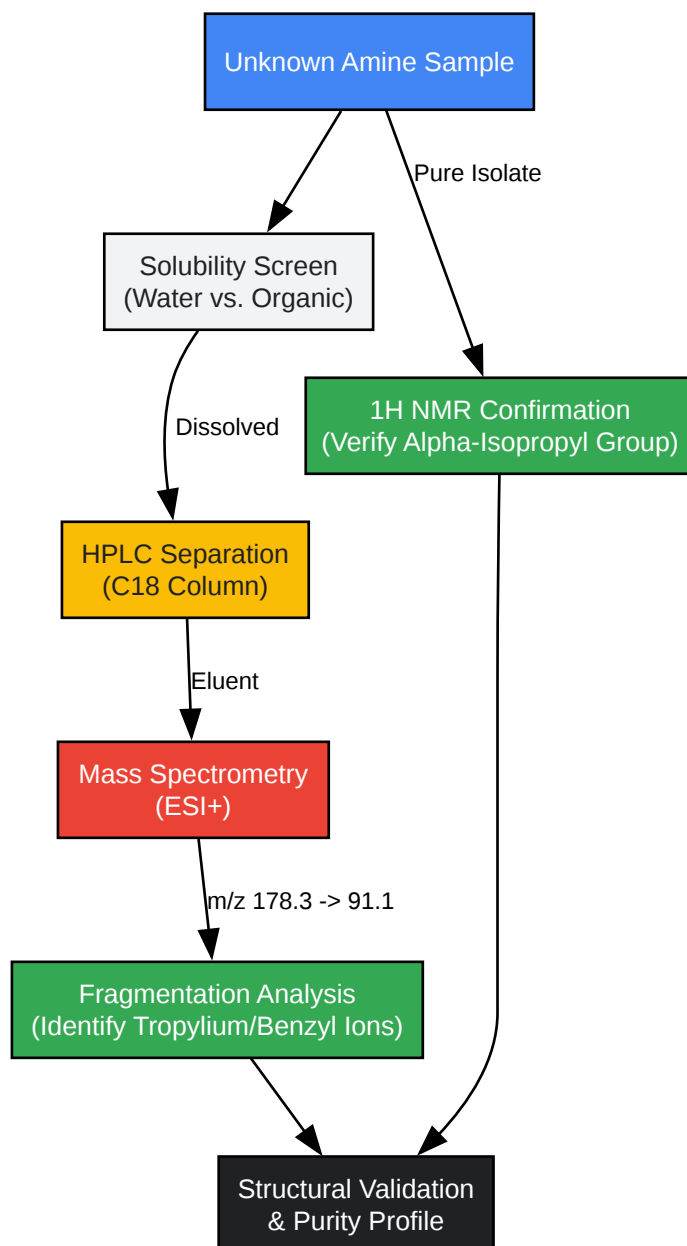 Unknown Amine Sample
Pure Isolate
Solubility Screen
(Water vs. Organic)
1H NMR Confirmation
(Verify Alpha-Isopropyl Group)
Dissolved
HPLC Separation
(C18 Column)
Eluent
Mass Spectrometry
(ESI+)
m/z 178.3 -> 91.1
Fragmentation Analysis
(Identify Tropylium/Benzyl Ions)
Structural Validation
& Purity Profile